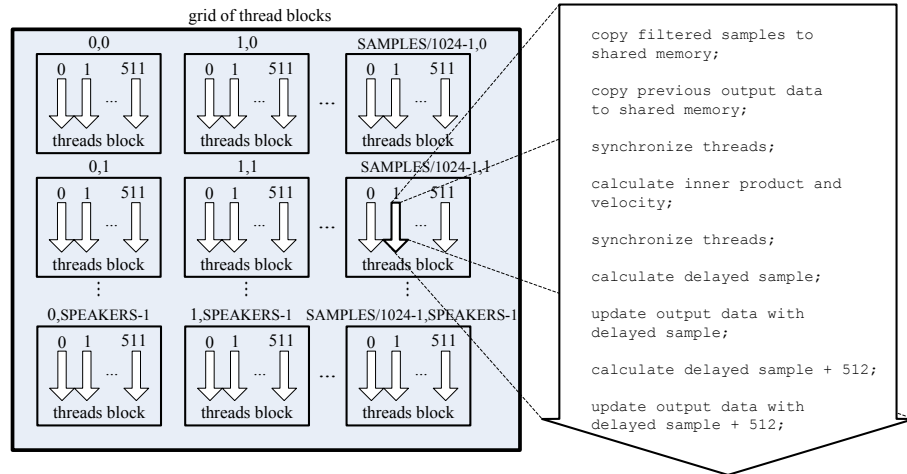 grid of thread blocks
0,0 1,0 SAMPLES/1024-1,0
0 1 511 0 1 511 0 1 511
... ... ... ...
threads block threads block threads block
0,1 1,1 SAMPLES/1024-1,1
0 1 511 0 1 511 0 1 511
... ... ... ...
threads block threads block threads block
0,SPEAKERS-1 1,SPEAKERS-1 SAMPLES/1024-1,SPEAKERS-1
0 1 511 0 1 511 0 1 511
... ... ... ...
threads block threads block threads block
copy filtered samples to
shared memory;
copy previous output data
to shared memory;
synchronize threads;
calculate inner product and
velocity;
synchronize threads;
calculate delayed sample;
update output data with
delayed sample;
calculate delayed sample + 512;
update output data with
delayed sample + 512;